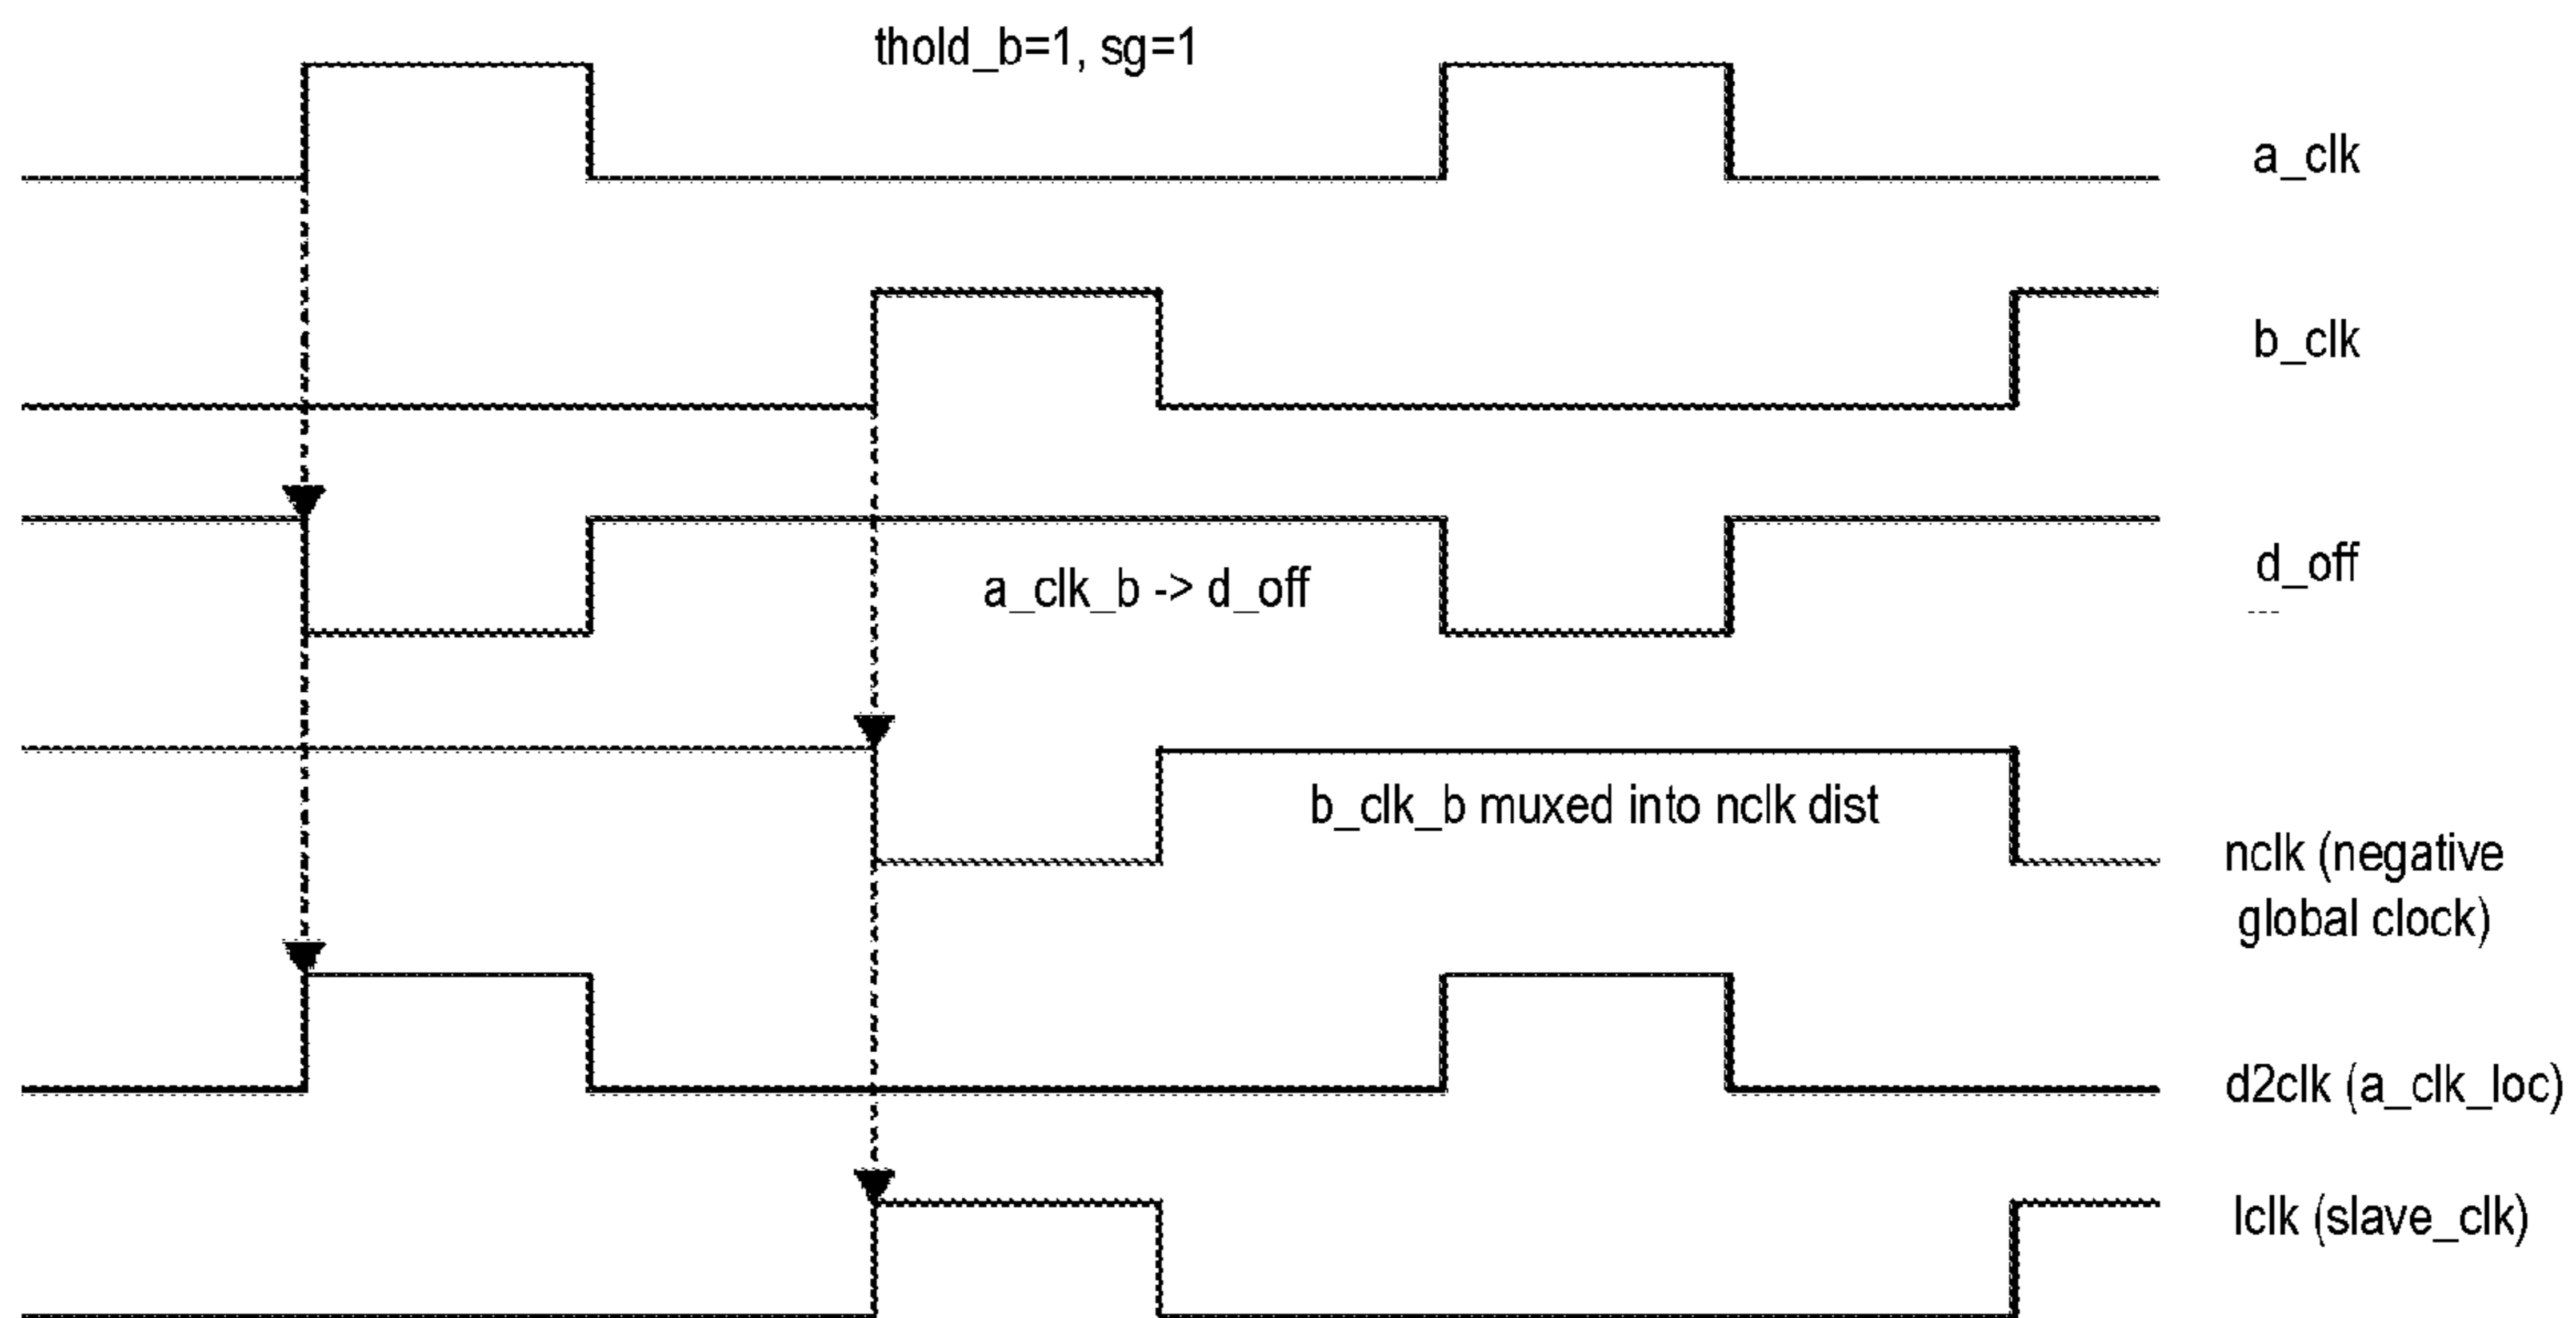 thold_b=1, sg=1
a_clk
b_clk
d_off
a_clk_b -> d_off
b_clk_b muxed into nclk dist
nclk (negative
global clock)
d2clk (a_clk_loc)
lclk (slave_clk)